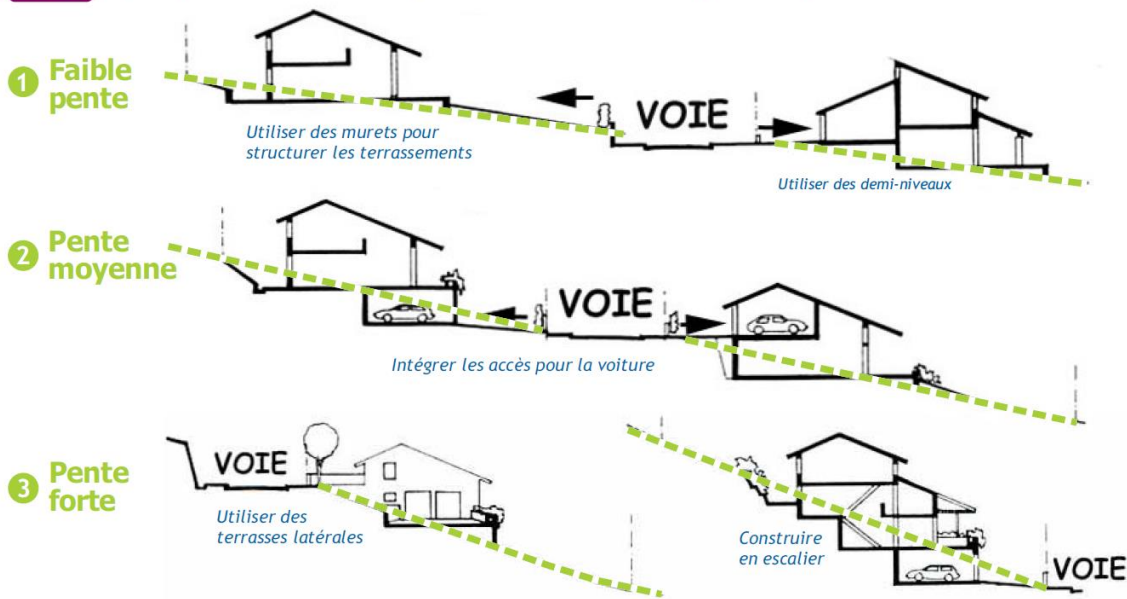 1 Faible
pente
VOIE
Utiliser des murets pour
structurer les terrassements
Utiliser des demi-niveaux
2 Pente
moyenne
VOIE
Intégrer les accès pour la voiture
3 Pente
forte
VOIE
Utiliser des
terrasses latérales
Construire
en escalier
VOIE